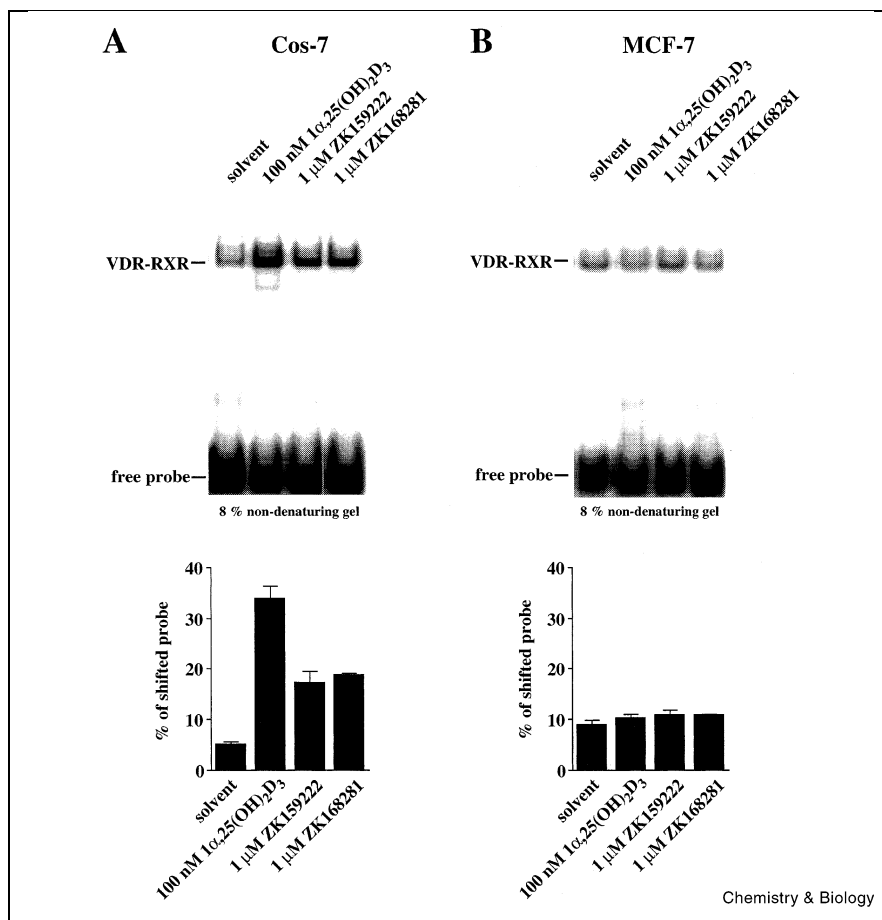 A
Cos-7
solvent
100 nM 1α,25(OH)2D3
1 µM ZK159222
1 µM ZK168281
VDR-RXR
free probe
8 % non-denaturing gel
% of shifted probe
40
30
20
10
0
solvent
100 nM 1α,25(OH)2D3
1 µM ZK159222
1 µM ZK168281
B
MCF-7
solvent
100 nM 1α,25(OH)2D3
1 µM ZK159222
1 µM ZK168281
VDR-RXR
free probe
8 % non-denaturing gel
% of shifted probe
40
30
20
10
0
solvent
100 nM 1α,25(OH)2D3
1 µM ZK159222
1 µM ZK168281
Chemistry & Biology